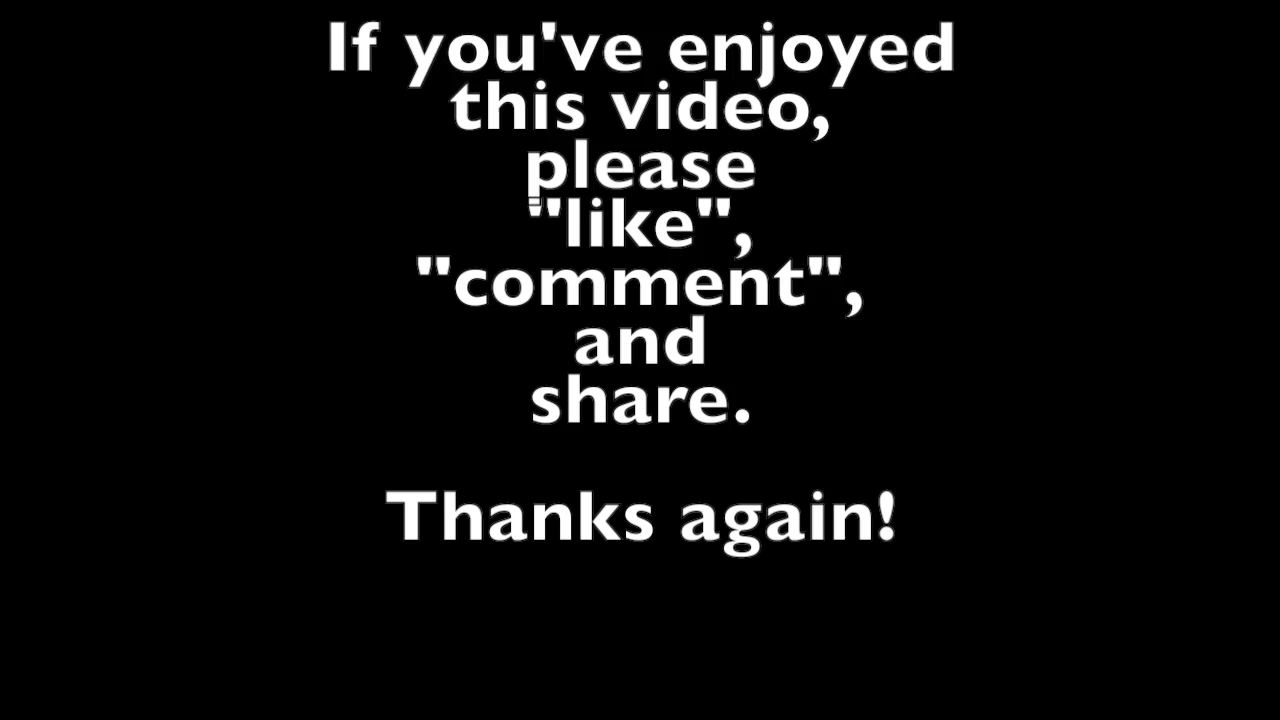 If you've enjoyed
this video,
please
"like",
"comment",
and
share.
Thanks again!